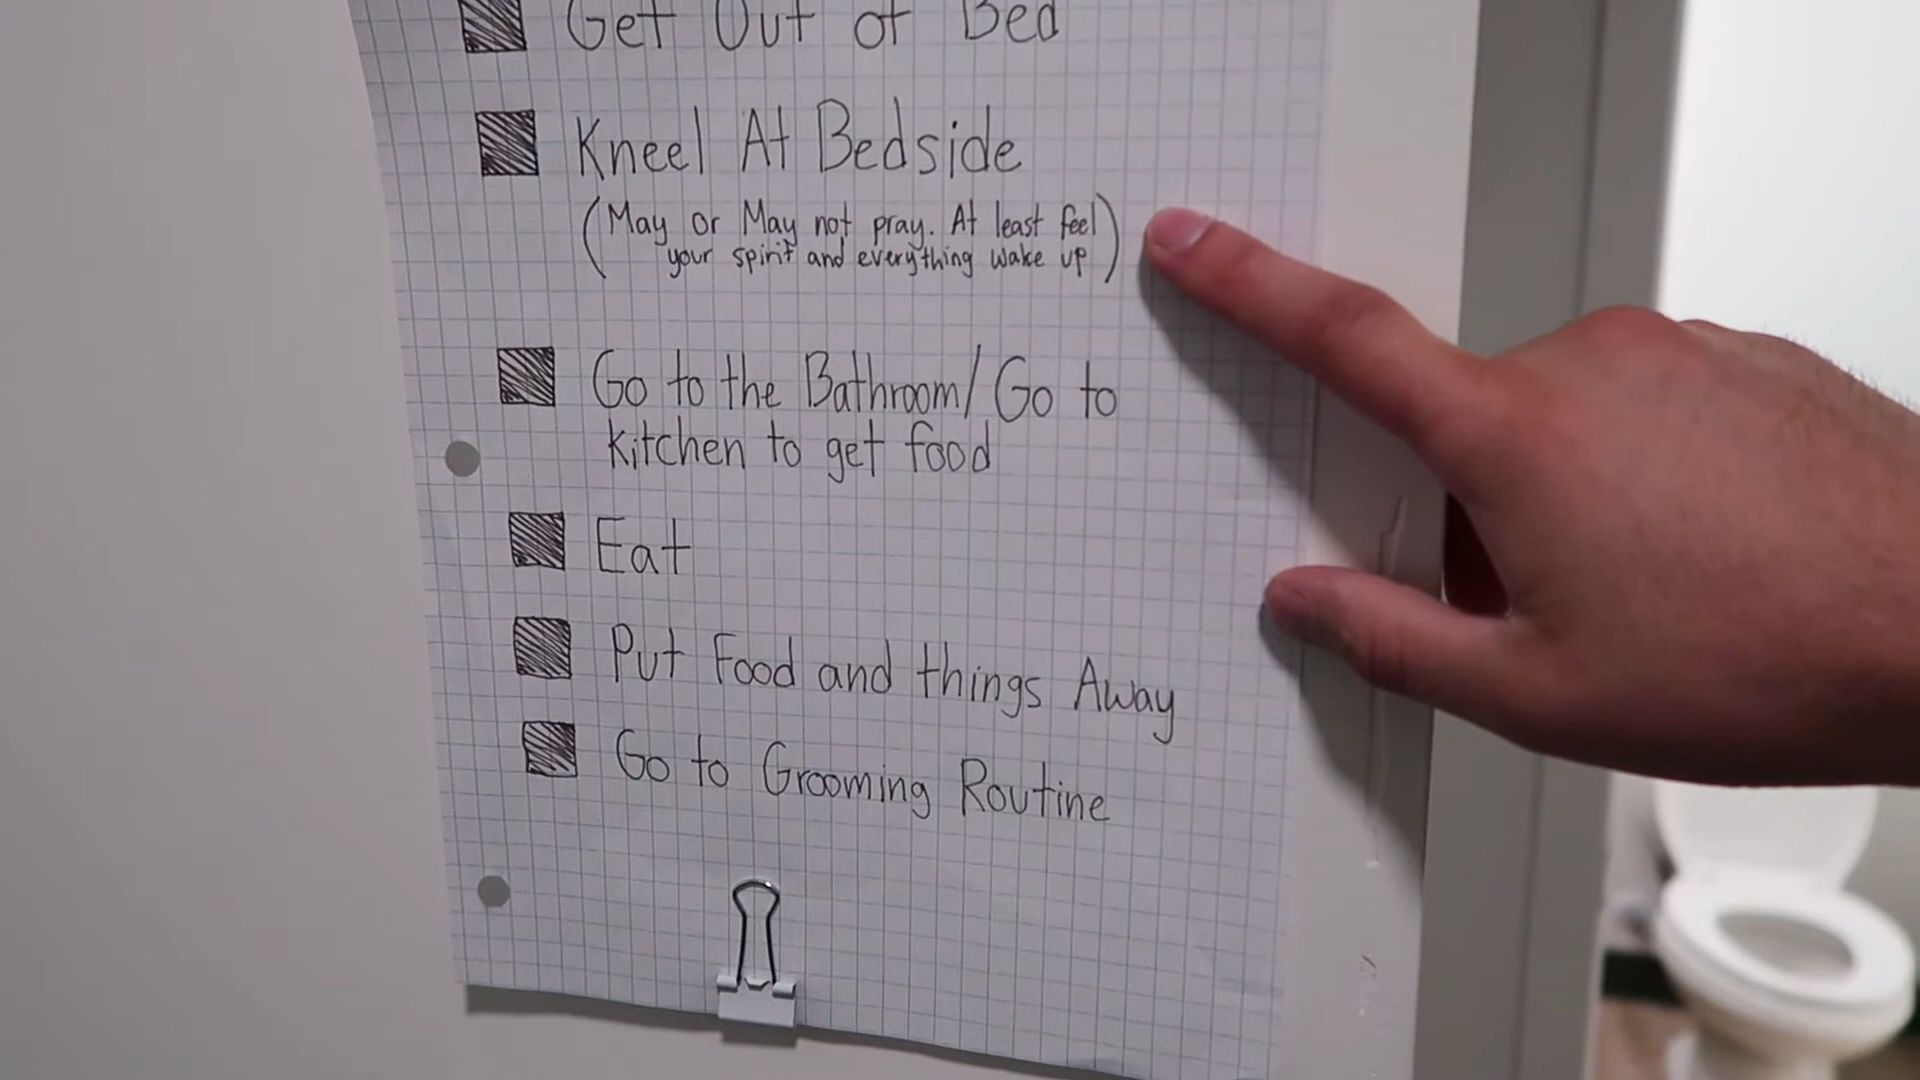 Get Out of Bed
Kneel At Bedside
(May or May not pray. At least feel
your spirit and everything wake up)
Go to the Bathroom/Go to
kitchen to get food
Eat
Put Food and things Away
Go to Grooming Routine